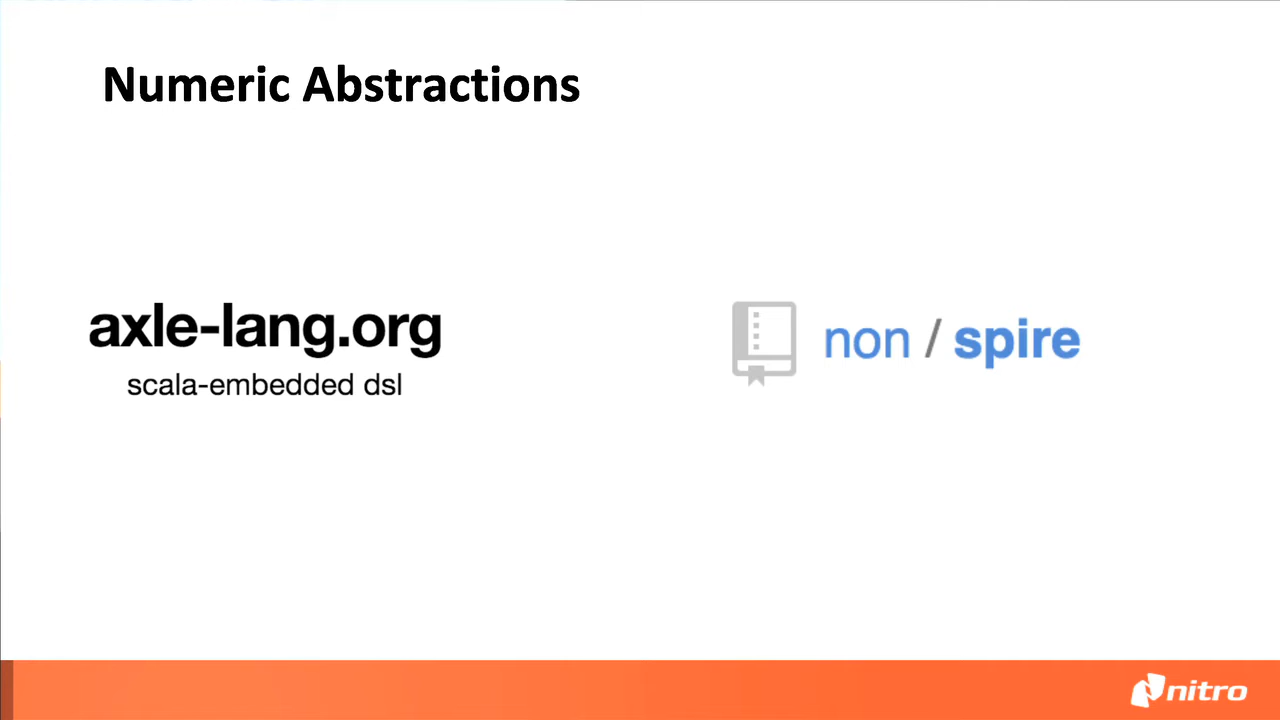 Numeric Abstractions
axle-lang.org
scala-embedded dsl
non / spire
nitro